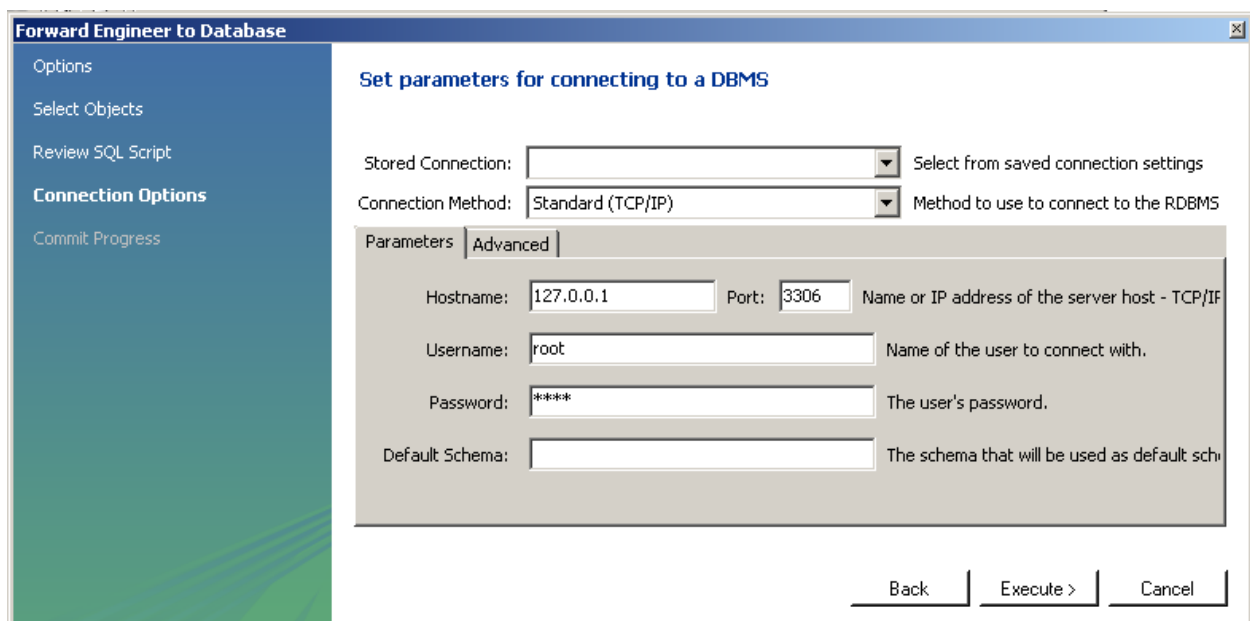 Forward Engineer to Database
Options
Select Objects
Review SQL Script
Connection Options
Commit Progress
Set parameters for connecting to a DBMS
Stored Connection: Select from saved connection settings
Connection Method: Standard (TCP/IP) Method to use to connect to the RDBMS
Parameters Advanced
Hostname: 127.0.0.1 Port: 3306 Name or IP address of the server host - TCP/IP
Username: root Name of the user to connect with.
Password: **** The user's password.
Default Schema: The schema that will be used as default sch
Back Execute > Cancel